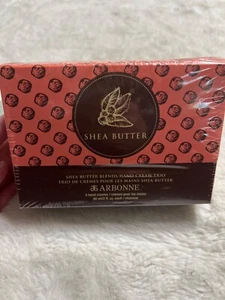 SHEA BUTTER
SHEA BUTTER BLENDS HAND CREAM TRIO
TRIO DE CRÈMES POUR LES MAINS SHEA BUTTER
ARBONNE